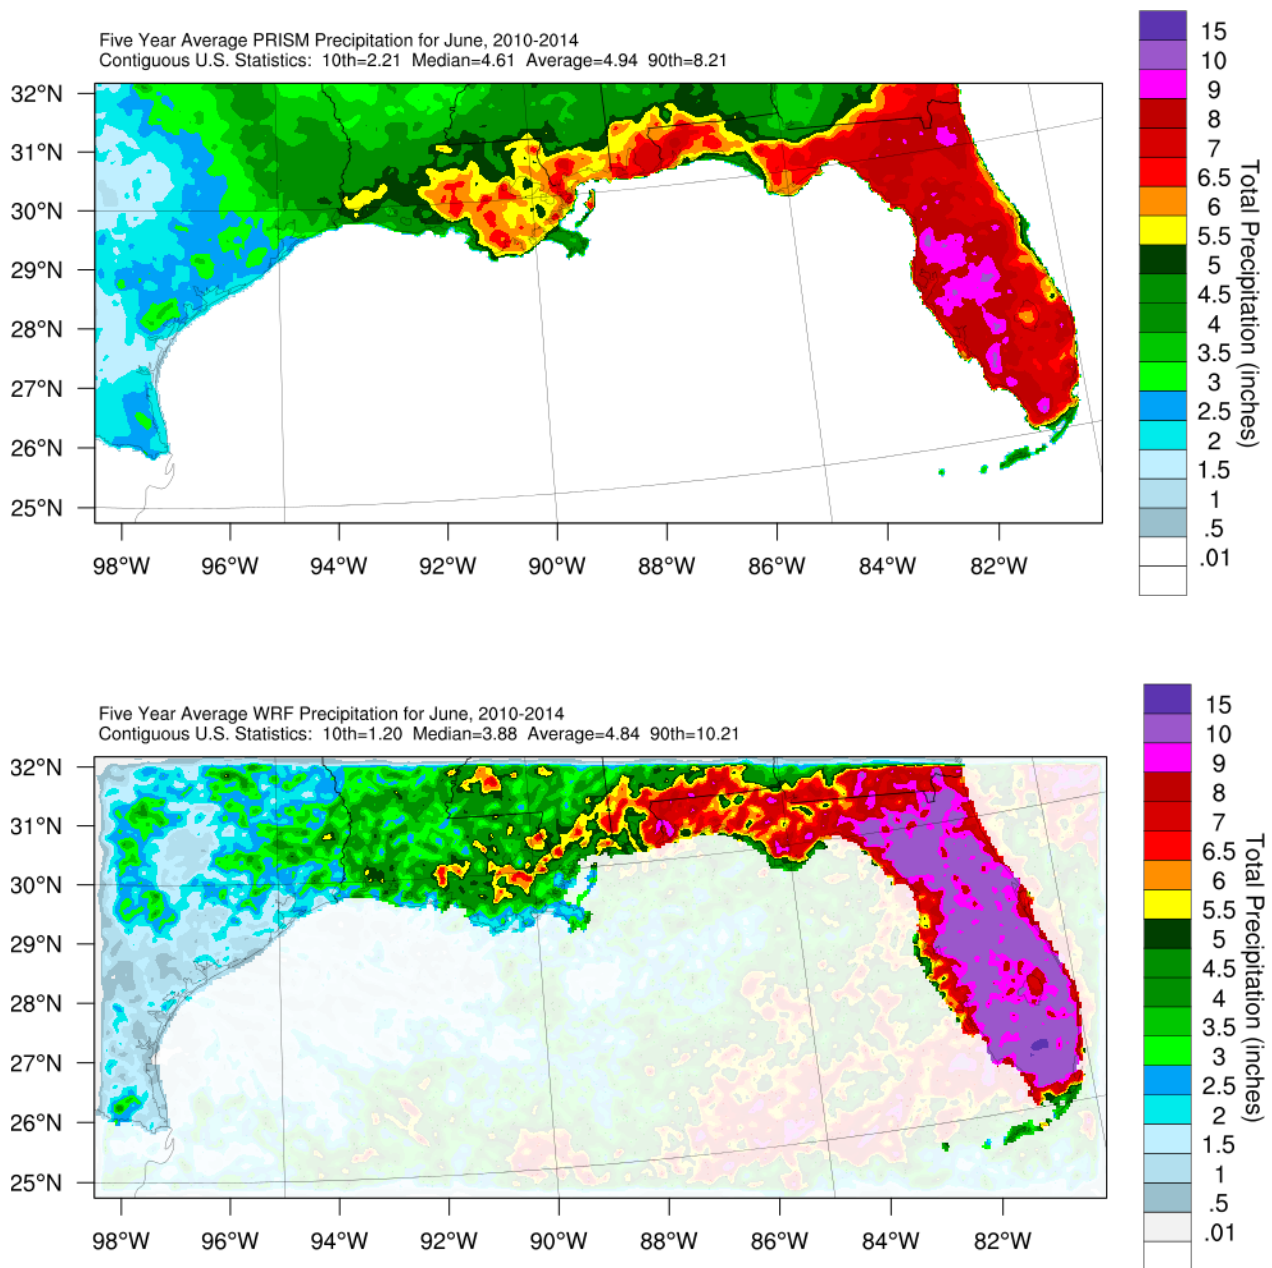 Five Year Average PRISM Precipitation for June, 2010-2014
Contiguous U.S. Statistics:  10th=2.21  Median=4.61  Average=4.94  90th=8.21
32°N
31°N
30°N
29°N
28°N
27°N
26°N
25°N
98°W 96°W 94°W 92°W 90°W 88°W 86°W 84°W 82°W
15
10
9
8
7
6.5
6
5.5
5
4.5
4
3.5
3
2.5
2
1.5
1
.5
.01
Total Precipitation (inches)
Five Year Average WRF Precipitation for June, 2010-2014
Contiguous U.S. Statistics:  10th=1.20  Median=3.88  Average=4.84  90th=10.21
32°N
31°N
30°N
29°N
28°N
27°N
26°N
25°N
98°W 96°W 94°W 92°W 90°W 88°W 86°W 84°W 82°W
15
10
9
8
7
6.5
6
5.5
5
4.5
4
3.5
3
2.5
2
1.5
1
.5
.01
Total Precipitation (inches)